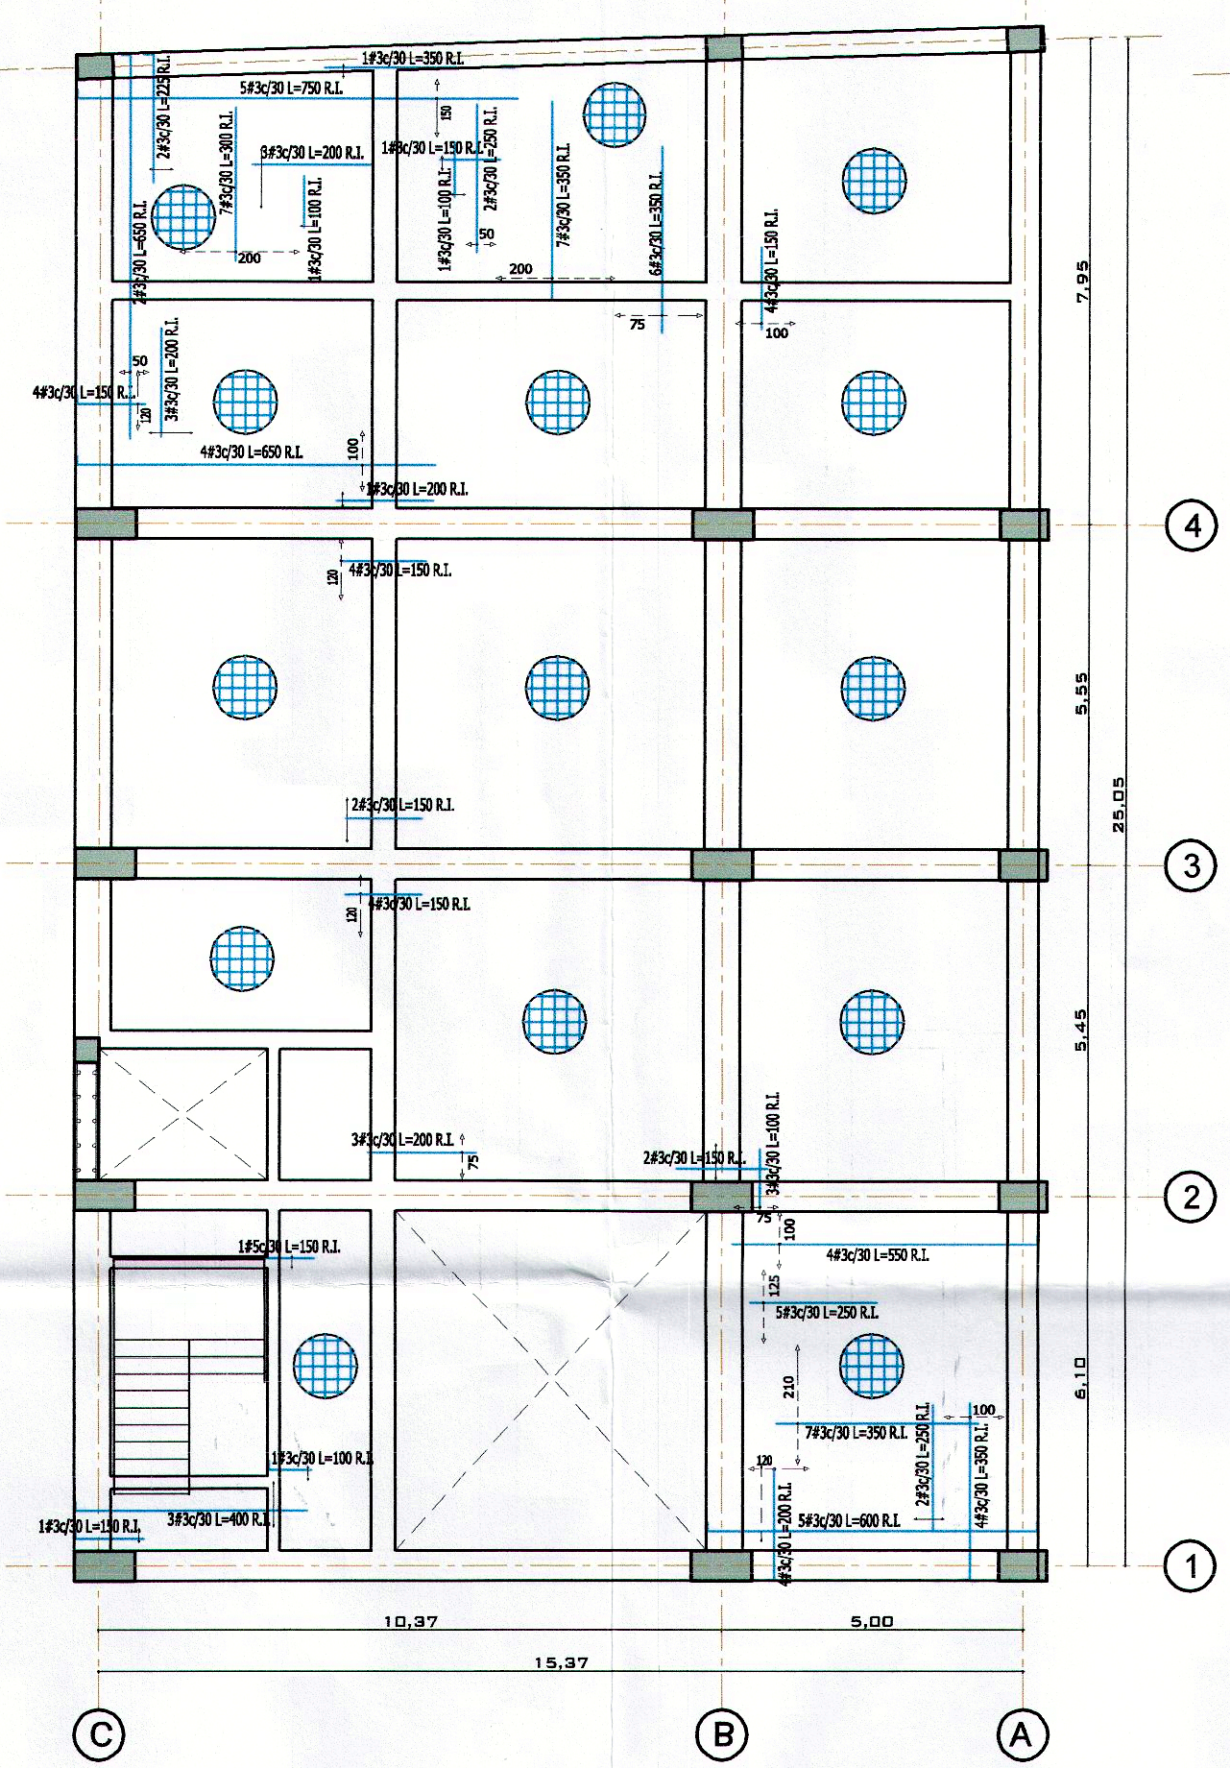 1#3c/30 L=350 R.I.
5#3c/30 L=750 R.I.
2#3c/30 L=225 R.I.
7#3c/30 L=300 R.I.
3#3c/30 L=200 R.I.
1#3c/30 L=100 R.I.
2#3c/30 L=650 R.I.
200
150
1#3c/30 L=150 R.I.
2#3c/30 L=250 R.I.
1#3c/30 L=100 R.I.
50
7#3c/30 L=350 R.I.
200
6#3c/30 L=350 R.I.
75
4#3c/30 L=150 R.I.
100
7,95
50
3#3c/30 L=200 R.I.
4#3c/30 L=150 R.I.
120
4#3c/30 L=650 R.I.
100
1#3c/30 L=200 R.I.
4
4#3c/30 L=150 R.I.
120
5,55
25,05
2#3c/30 L=150 R.I.
3
4#3c/30 L=150 R.I.
120
5,45
3#3c/30 L=200 R.I.
75
2#3c/30 L=150 R.I.
3#3c/30 L=100 R.I.
75
2
100
4#3c/30 L=550 R.I.
1#5c/30 L=150 R.I.
125
5#3c/30 L=250 R.I.
210
6,10
100
7#3c/30 L=350 R.I.
2#3c/30 L=250 R.I.
4#3c/30 L=350 R.I.
120
1#3c/30 L=100 R.I.
4#3c/30 L=200 R.I.
3#3c/30 L=400 R.I.
1#3c/30 L=150 R.I.
5#3c/30 L=600 R.I.
1
10,37
5,00
15,37
C
B
A